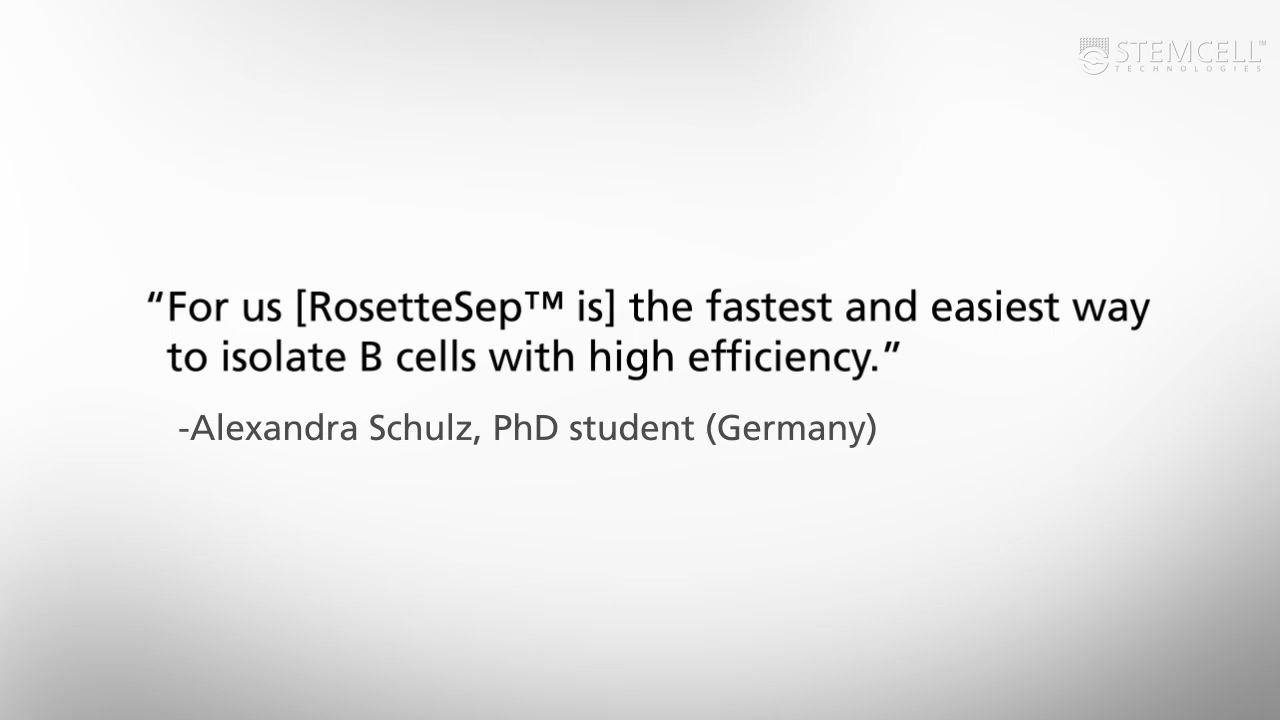 STEMCELL™
TECHNOLOGIES
“For us [RosetteSep™ is] the fastest and easiest way
to isolate B cells with high efficiency.”
-Alexandra Schulz, PhD student (Germany)